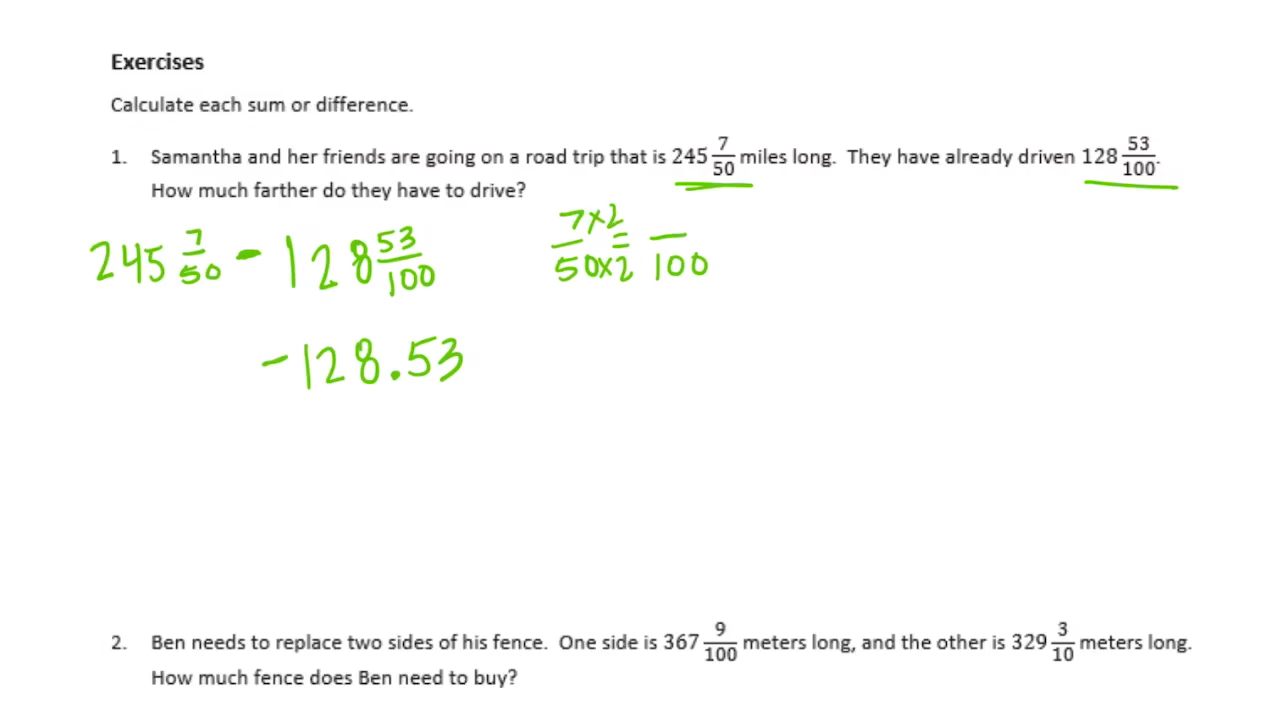 Exercises
Calculate each sum or difference.
1. Samantha and her friends are going on a road trip that is 245 7/50 miles long. They have already driven 128 53/100.
How much farther do they have to drive?
245 7/50 - 128 53/100
7×2/50×2 = —/100
-128.53
2. Ben needs to replace two sides of his fence. One side is 367 9/100 meters long, and the other is 329 3/10 meters long.
How much fence does Ben need to buy?